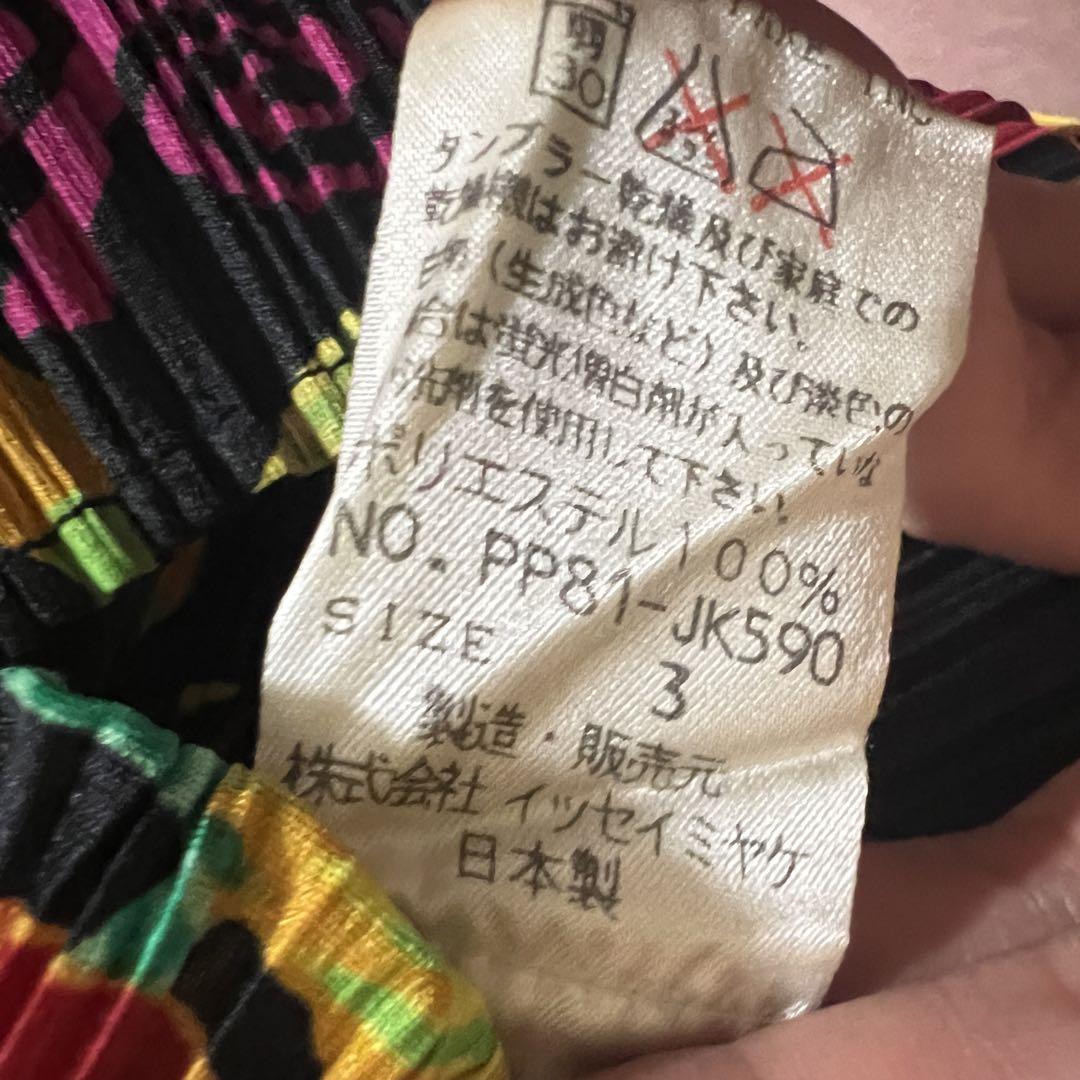 30
タンブラー乾燥及び家庭での
乾燥機はお避け下さい。
白系(生成色など)及び淡色の
合は蛍光増白剤が入っていな
洗剤を使用して下さい!
ポリエステル100%
NO. PP81-JK590
SIZE 3
製造・販売元
株式会社 イッセイミヤケ
日本製